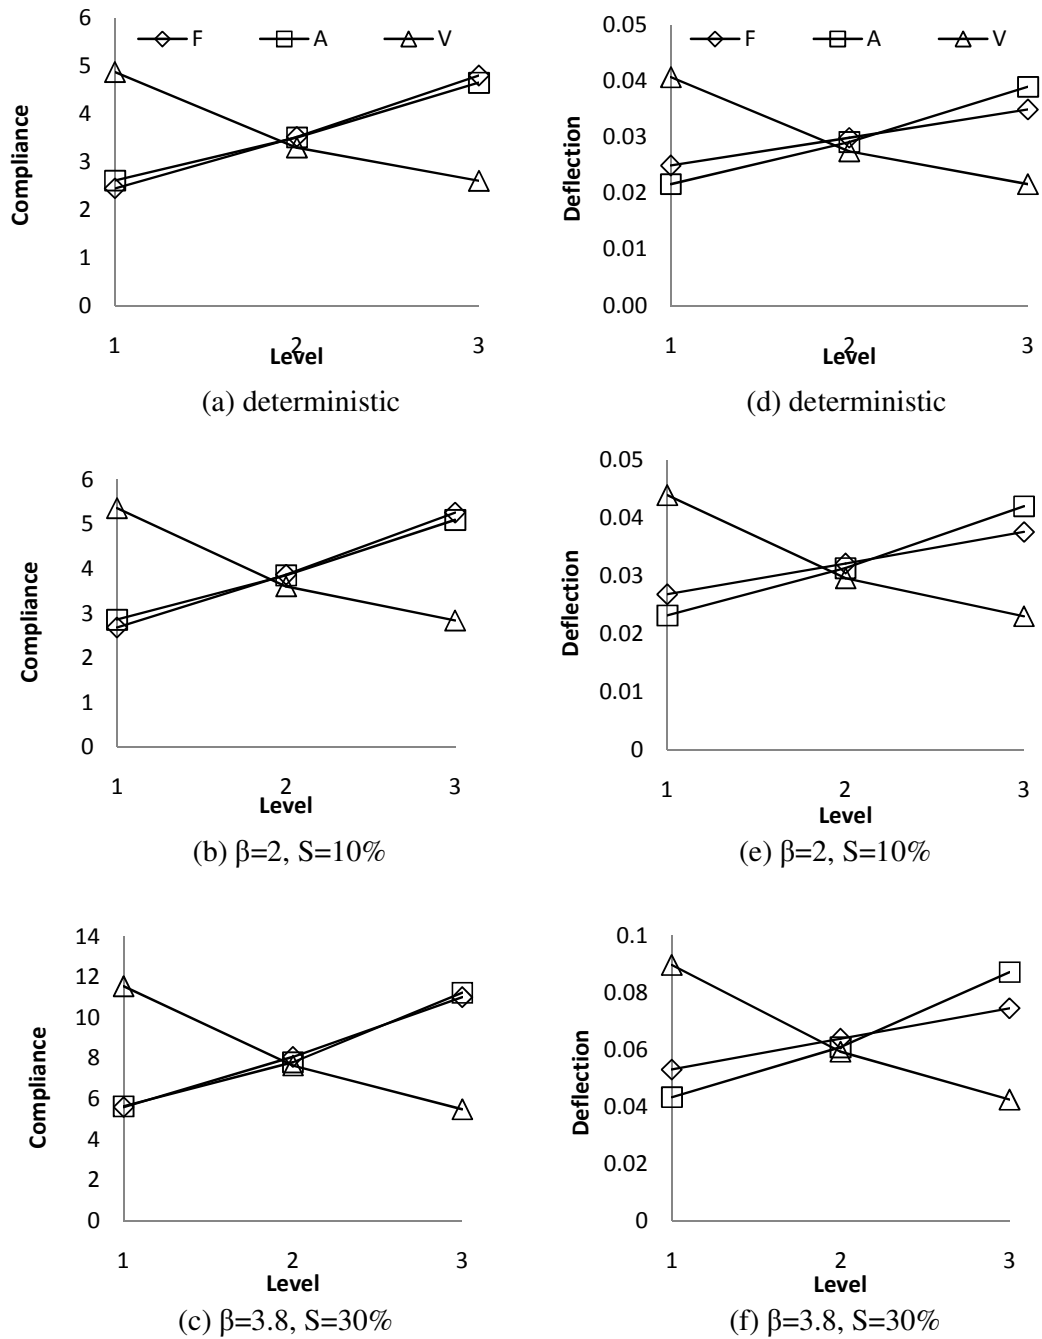 6
5
4
3
2
1
0
Compliance
F A V
1 2 3
Level
(a) deterministic
0.05
0.04
0.03
0.02
0.01
0.00
Deflection
F A V
1 2 3
Level
(d) deterministic
6
5
4
3
2
1
0
Compliance
1 2 3
Level
(b) β=2, S=10%
0.05
0.04
0.03
0.02
0.01
0
Deflection
1 2 3
Level
(e) β=2, S=10%
14
12
10
8
6
4
2
0
Compliance
1 2 3
Level
(c) β=3.8, S=30%
0.1
0.08
0.06
0.04
0.02
0
Deflection
1 2 3
Level
(f) β=3.8, S=30%